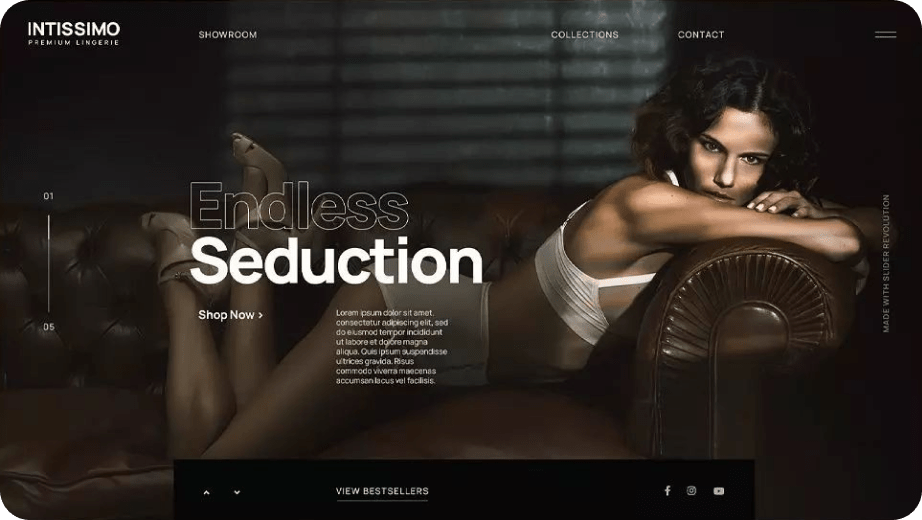 INTISSIMO
PREMIUM LINGERIE
SHOWROOM
COLLECTIONS
CONTACT
01
05
Endless
Seduction
Shop Now >
Lorem ipsum dolor sit amet,
consectetur adipiscing elit, sed
do eiusmod tempor incididunt
ut labore et dolore magna
aliqua. Quis ipsum suspendisse
ultrices gravida. Risus
commodo viverra maecenas
accumsan lacus vel facilisis.
MADE WITH SLIDER REVOLUTION
VIEW BESTSELLERS